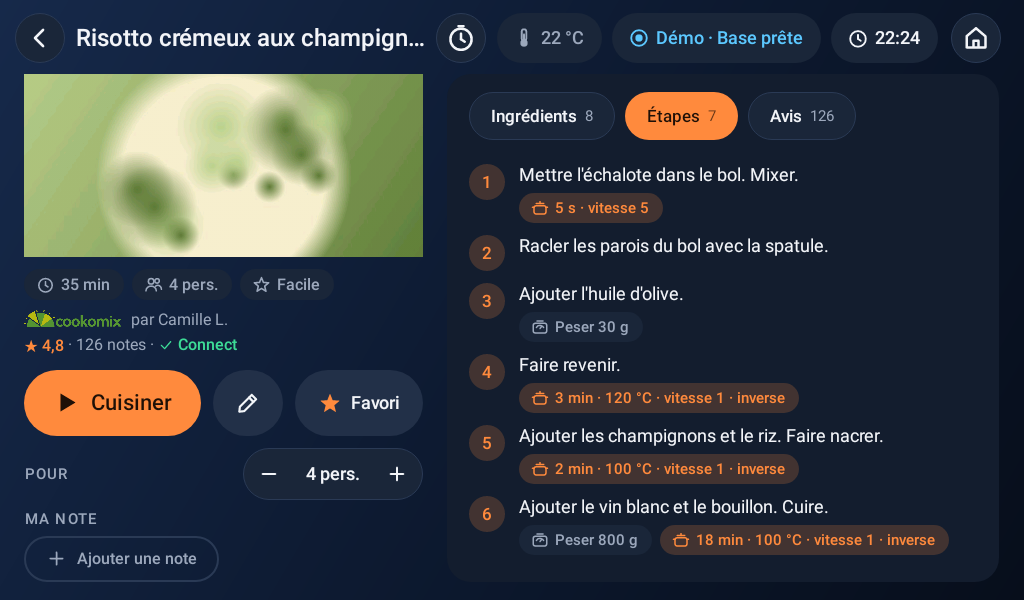 Risotto crémeux aux champign...
22 °C
Démo · Base prête
22:24
35 min
4 pers.
Facile
cookomix par Camille L.
4,8 · 126 notes · Connect
Cuisiner
Favori
POUR
4 pers.
MA NOTE
Ajouter une note
Ingrédients 8
Étapes 7
Avis 126
1 Mettre l'échalote dans le bol. Mixer.
5 s · vitesse 5
2 Racler les parois du bol avec la spatule.
3 Ajouter l'huile d'olive.
Peser 30 g
4 Faire revenir.
3 min · 120 °C · vitesse 1 · inverse
5 Ajouter les champignons et le riz. Faire nacrer.
2 min · 100 °C · vitesse 1 · inverse
6 Ajouter le vin blanc et le bouillon. Cuire.
Peser 800 g 18 min · 100 °C · vitesse 1 · inverse